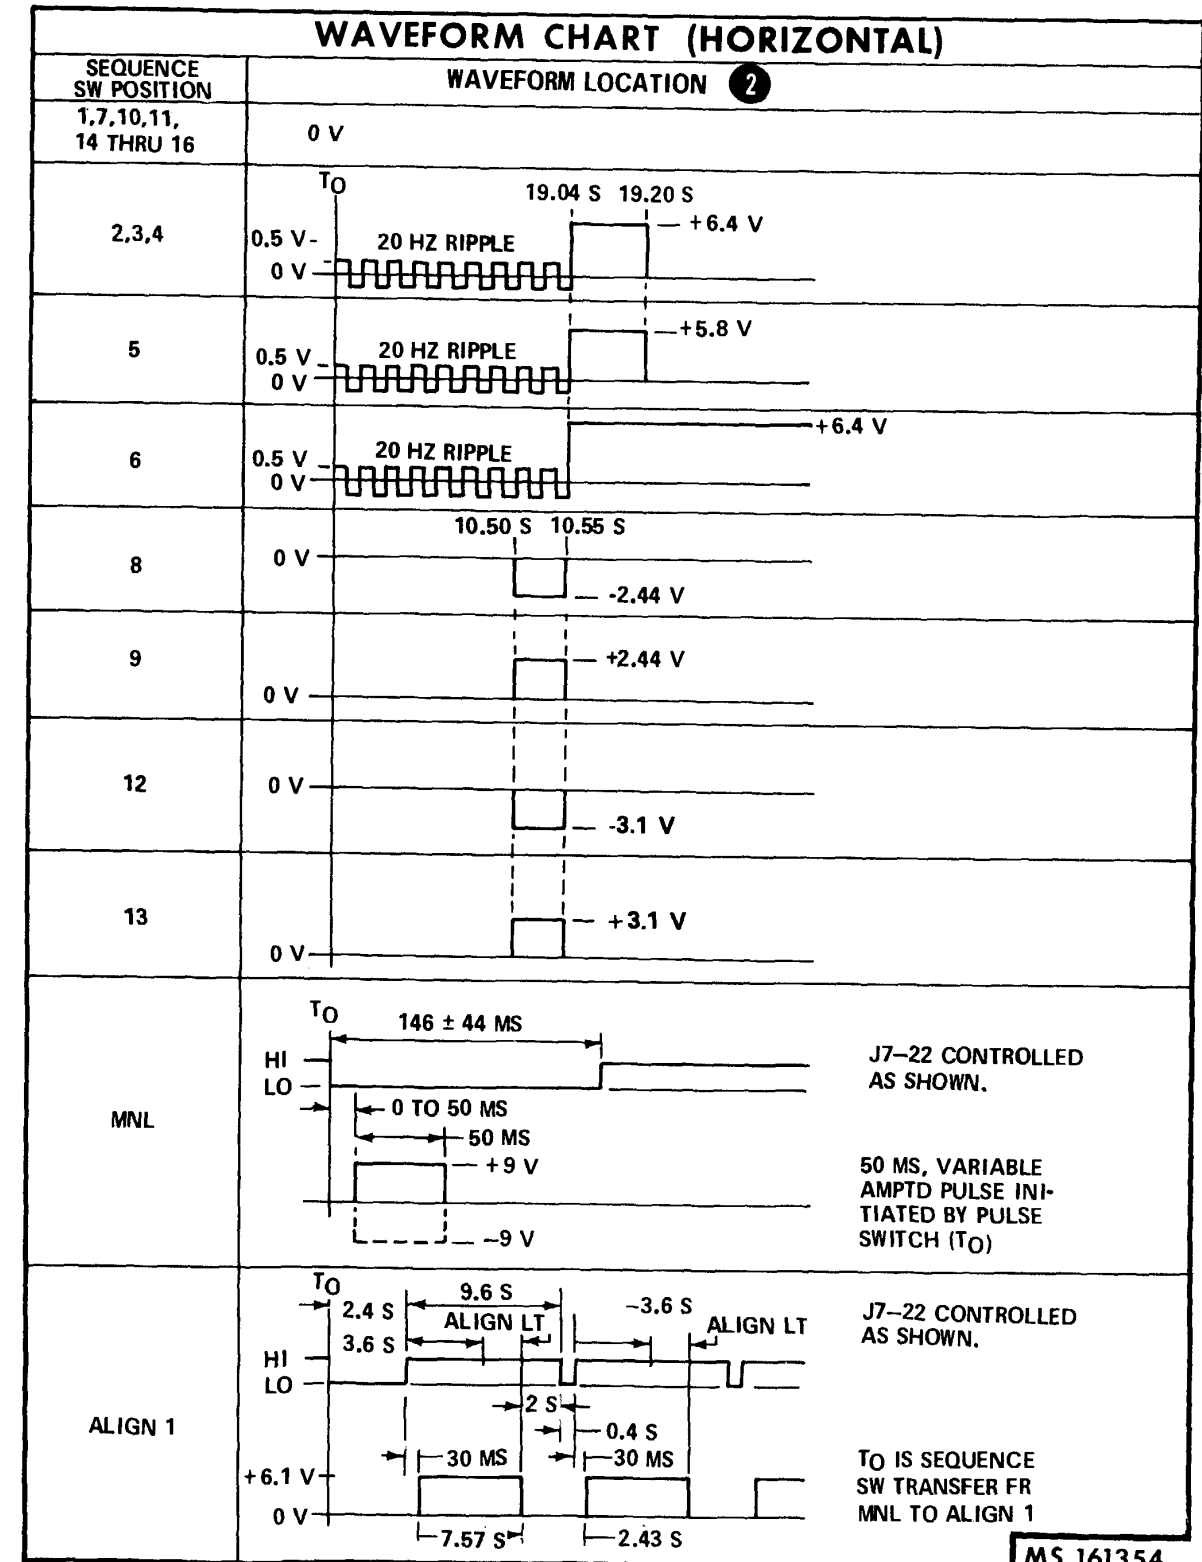 WAVEFORM CHART (HORIZONTAL)
SEQUENCE
SW POSITION
WAVEFORM LOCATION 2
1,7,10,11,
14 THRU 16
0 V
TO
19.04 S 19.20 S
2,3,4
+6.4 V
0.5 V-
20 HZ RIPPLE
0 V
5
+5.8 V
0.5 V
20 HZ RIPPLE
0 V
6
+6.4 V
0.5 V
20 HZ RIPPLE
0 V
10.50 S 10.55 S
8
0 V
-2.44 V
9
+2.44 V
0 V
12
0 V
-3.1 V
13
+3.1 V
0 V
MNL
TO
146 ± 44 MS
HI
LO
J7-22 CONTROLLED
AS SHOWN.
0 TO 50 MS
50 MS
+9 V
-9 V
50 MS, VARIABLE
AMPTD PULSE INI-
TIATED BY PULSE
SWITCH (TO)
ALIGN 1
TO
2.4 S
9.6 S
-3.6 S
3.6 S
ALIGN LT
ALIGN LT
HI
LO
J7-22 CONTROLLED
AS SHOWN.
2 S
0.4 S
30 MS
30 MS
+6.1 V
0 V
7.57 S
2.43 S
TO IS SEQUENCE
SW TRANSFER FR
MNL TO ALIGN 1
MS 161354